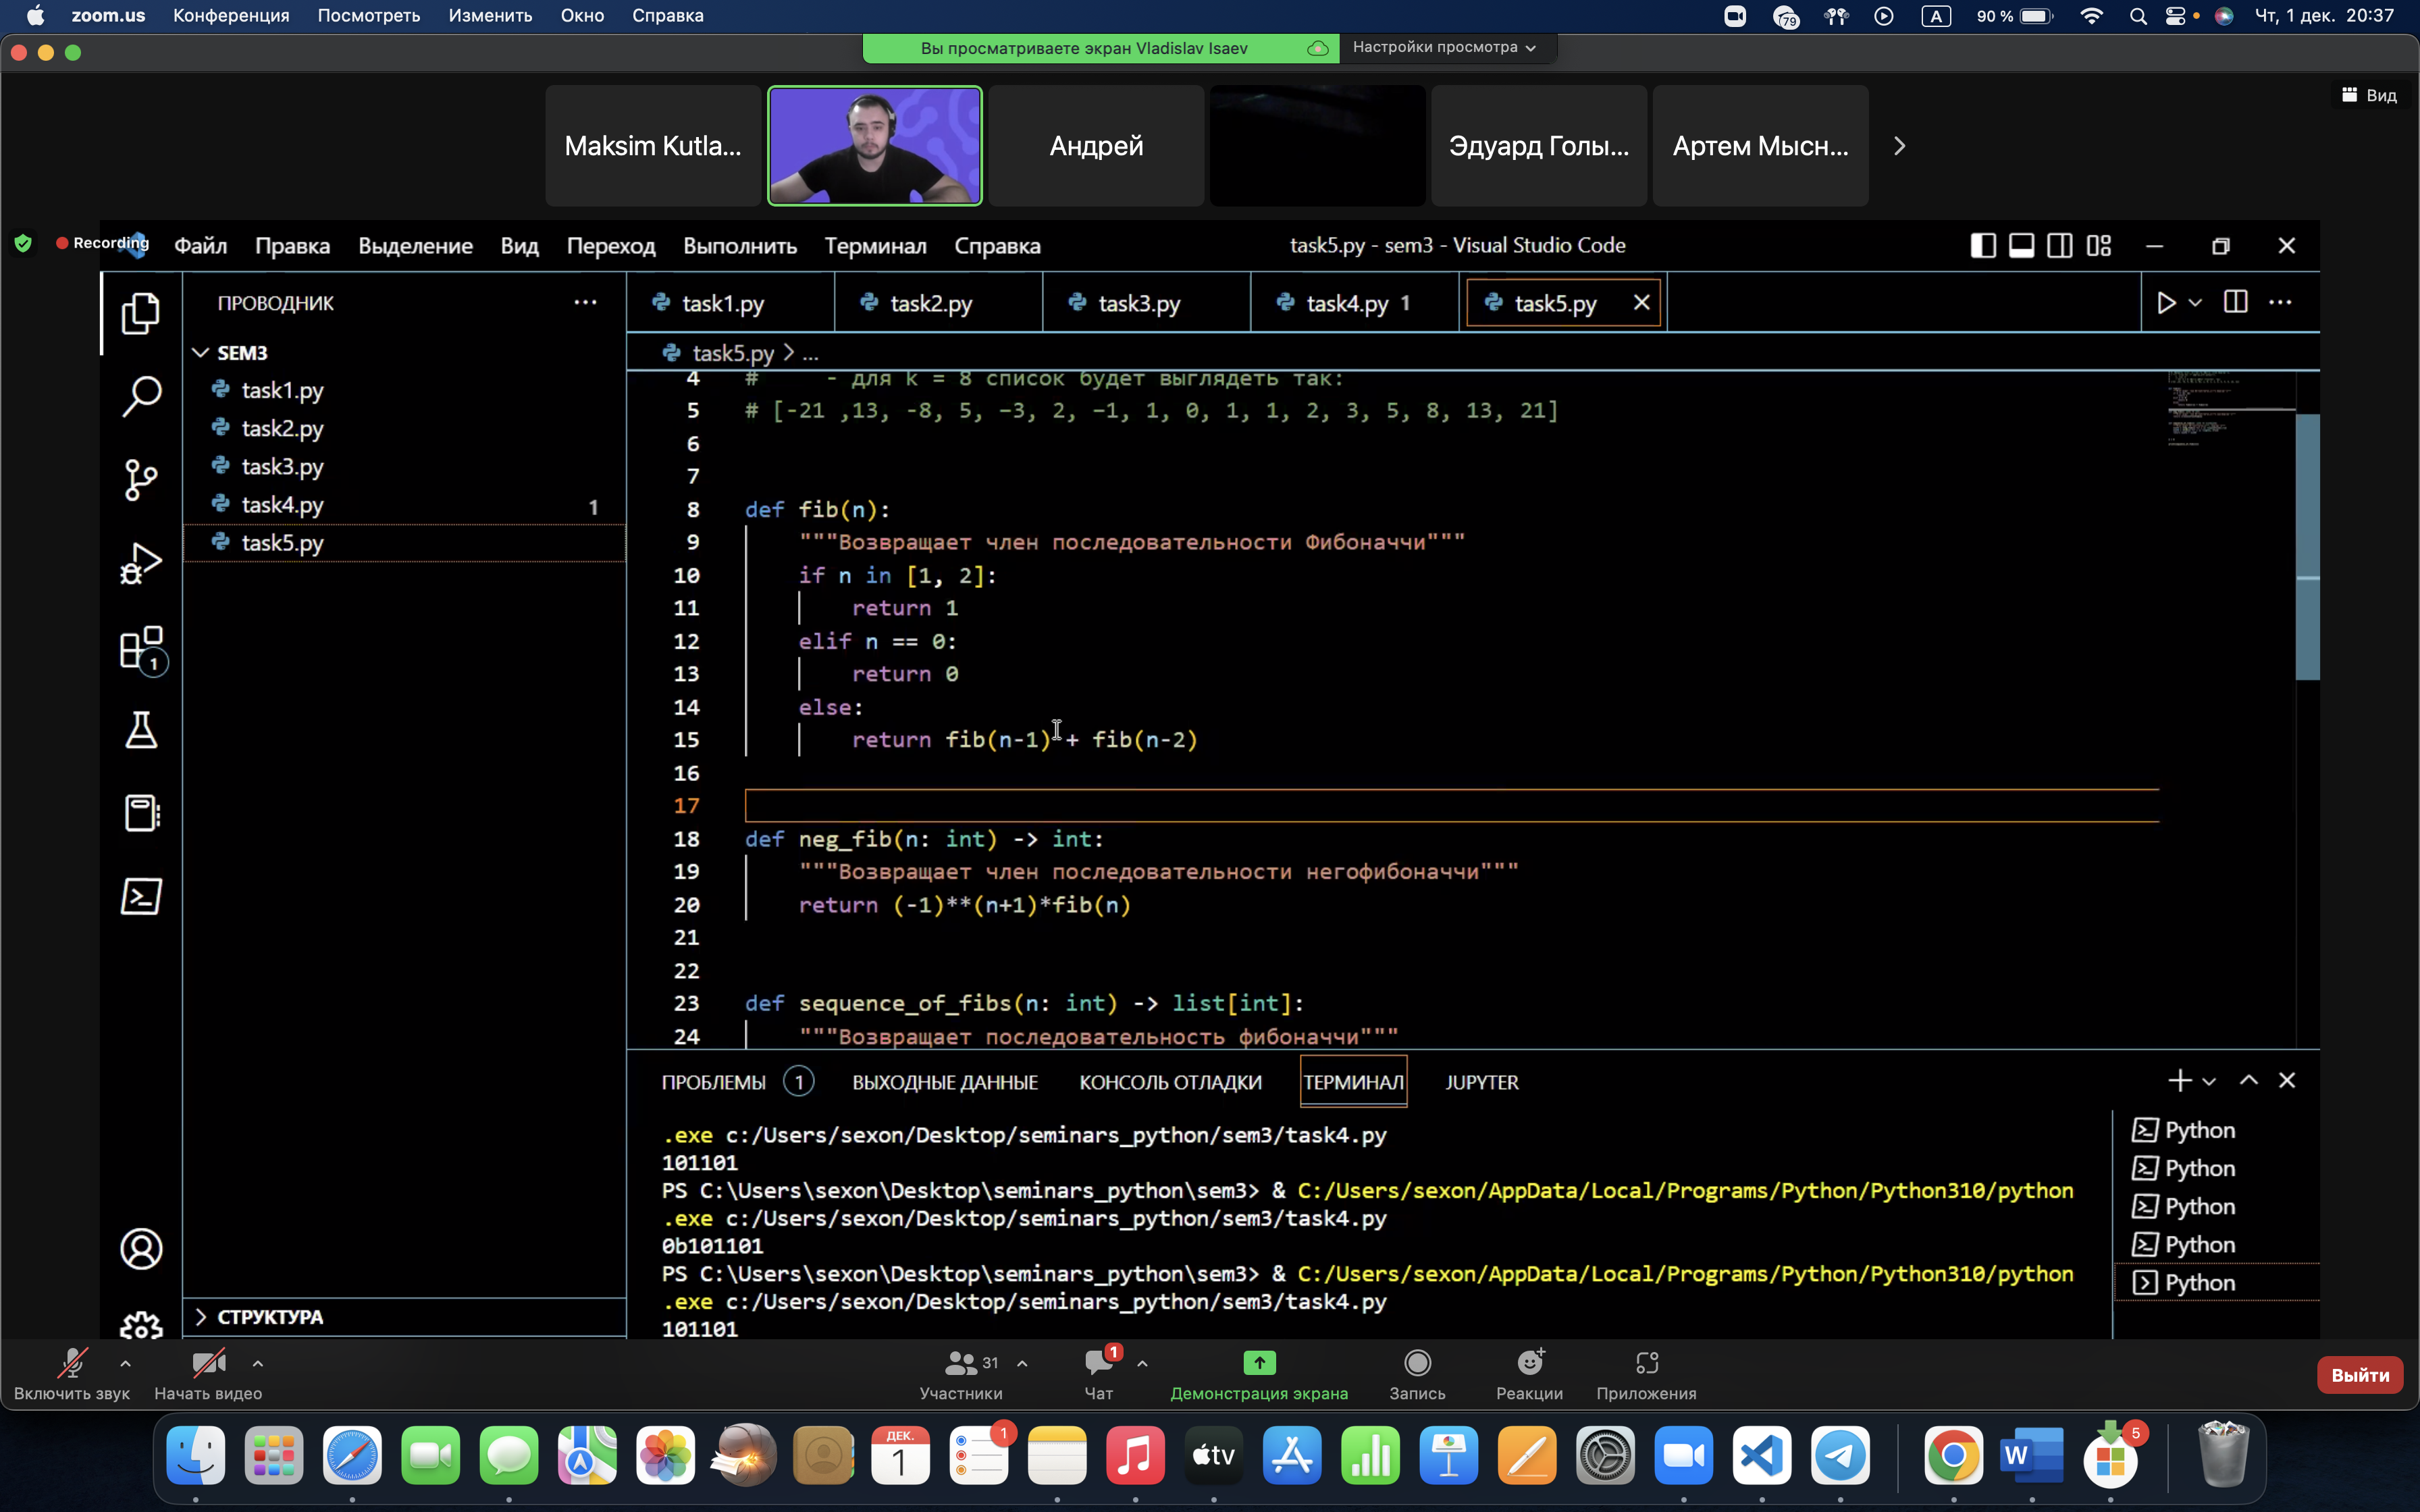 zoom.us Конференция Посмотреть Изменить Окно Справка 79 A 90 % Чт, 1 дек. 20:37
Вы просматриваете экран Vladislav Isaev Настройки просмотра
Вид
Maksim Kutla... Андрей Эдуард Голы... Артем Мысн...
Recording Файл Правка Выделение Вид Переход Выполнить Терминал Справка task5.py - sem3 - Visual Studio Code
ПРОВОДНИК
SEM3
task1.py
task2.py
task3.py
task4.py 1
task5.py
1
СТРУКТУРА
task1.py task2.py task3.py task4.py 1 task5.py
task5.py > ...
4 # - для k = 8 список будет выглядеть так:
5 # [-21 ,13, -8, 5, −3, 2, −1, 1, 0, 1, 1, 2, 3, 5, 8, 13, 21]
6
7
8 def fib(n):
9 """Возвращает член последовательности Фибоначчи"""
10 if n in [1, 2]:
11 return 1
12 elif n == 0:
13 return 0
14 else:
15 return fib(n-1) + fib(n-2)
16
17
18 def neg_fib(n: int) -> int:
19 """Возвращает член последовательности негофибоначчи"""
20 return (-1)**(n+1)*fib(n)
21
22
23 def sequence_of_fibs(n: int) -> list[int]:
24 """Возвращает последовательность фибоначчи"""
ПРОБЛЕМЫ 1 ВЫХОДНЫЕ ДАННЫЕ КОНСОЛЬ ОТЛАДКИ ТЕРМИНАЛ JUPYTER
.exe c:/Users/sexon/Desktop/seminars_python/sem3/task4.py
101101
PS C:\Users\sexon\Desktop\seminars_python\sem3> & C:/Users/sexon/AppData/Local/Programs/Python/Python310/python
.exe c:/Users/sexon/Desktop/seminars_python/sem3/task4.py
0b101101
PS C:\Users\sexon\Desktop\seminars_python\sem3> & C:/Users/sexon/AppData/Local/Programs/Python/Python310/python
.exe c:/Users/sexon/Desktop/seminars_python/sem3/task4.py
101101
Python
Python
Python
Python
Python
Включить звук Начать видео 31 Участники 1 Чат Демонстрация экрана Запись Реакции Приложения Выйти
ДЕК. 1 1 tv W 5